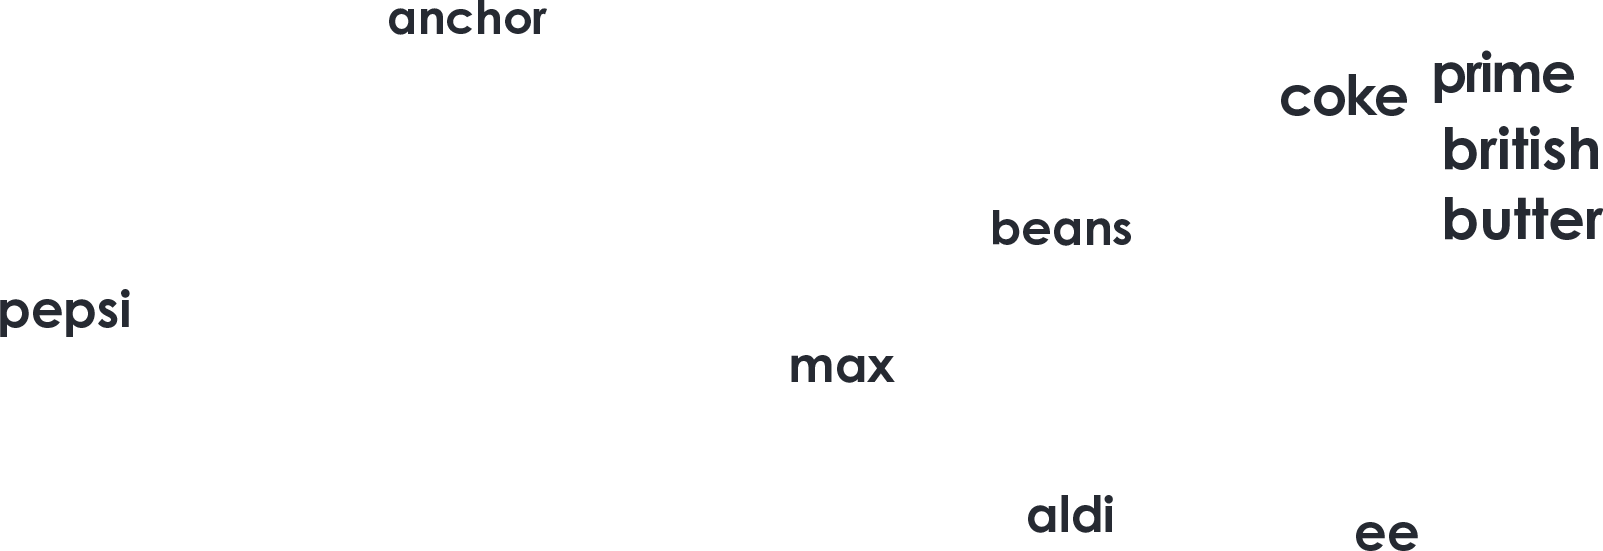 anchor
coke prime
british
beans butter
pepsi
max
aldi ee